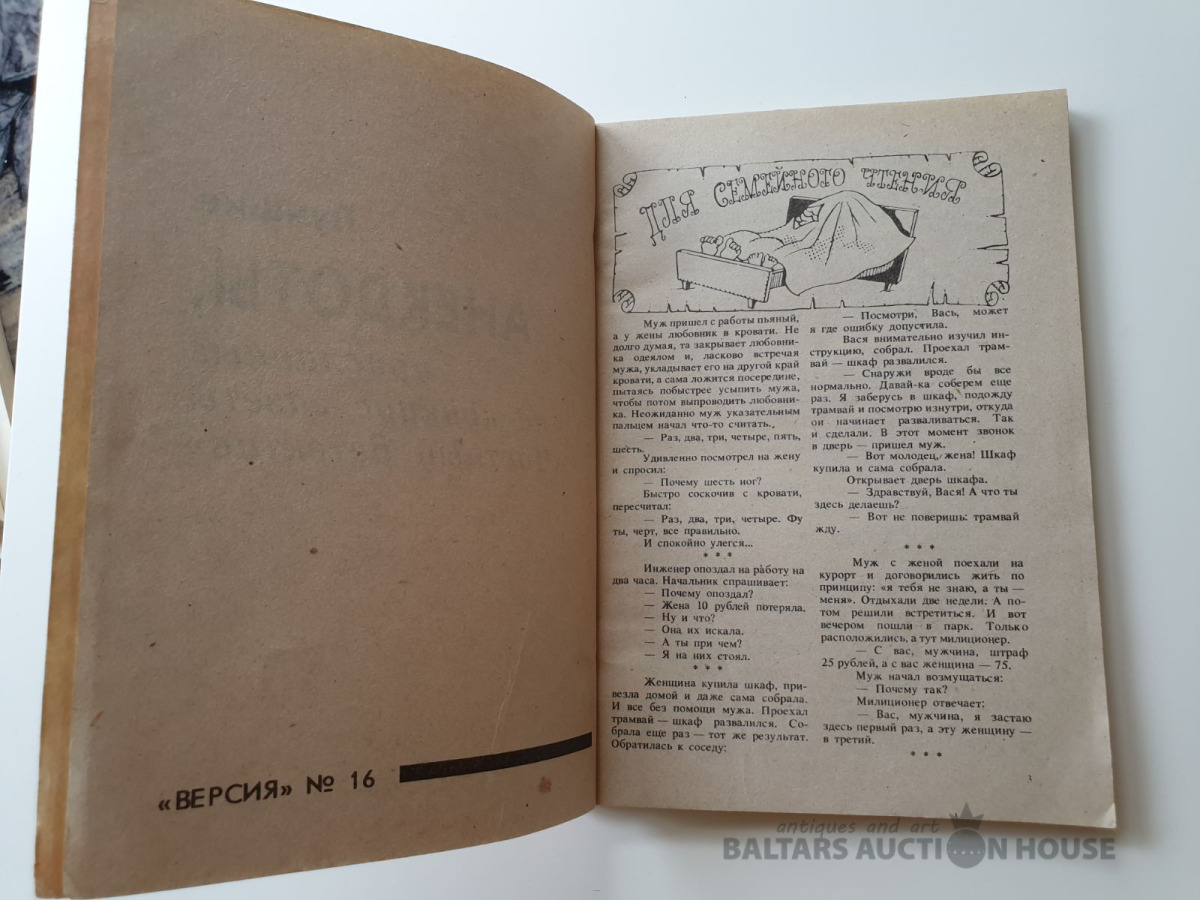 «ВЕРСИЯ» № 16
ДЛЯ СЕМЕЙНОГО ЧТЕНИЯ
Муж пришел с работы пьяный,
а у жены любовник в кровати. Не
долго думая, та закрывает любовни-
ка одеялом и, ласково встречая
мужа, укладывает его на другой край
кровати, а сама ложится посередине,
пытаясь побыстрее усыпить мужа,
чтобы потом выпроводить любовни-
ка. Неожиданно муж указательным
пальцем начал что-то считать.
— Раз, два, три, четыре, пять,
шесть.
Удивленно посмотрел на жену
и спросил:
— Почему шесть ног?
Быстро соскочив с кровати,
пересчитал:
— Раз, два, три, четыре. Фу
ты, черт, все правильно.
И спокойно улегся...
* * *
Инженер опоздал на работу на
два часа. Начальник спрашивает:
— Почему опоздал?
— Жена 10 рублей потеряла.
— Ну и что?
— Она их искала.
— А ты при чем?
— Я на них стоял.
* * *
Женщина купила шкаф, при-
везла домой и даже сама собрала.
И все без помощи мужа. Проехал
трамвай — шкаф развалился. Со-
брала еще раз — тот же результат.
Обратилась к соседу:
— Посмотри, Вась, может
я где ошибку допустила.
Вася внимательно изучил ин-
струкцию, собрал. Проехал трам-
вай — шкаф развалился.
— Снаружи вроде бы все
нормально. Давай-ка соберем еще
раз. Я заберусь в шкаф, подожду
трамвай и посмотрю изнутри, откуда
он начинает разваливаться. Так
и сделали. В этот момент звонок
в дверь — пришел муж.
— Вот молодец, жена! Шкаф
купила и сама собрала.
Открывает дверь шкафа.
— Здравствуй, Вася! А что ты
здесь делаешь?
— Вот не поверишь: трамвай
жду.
* * *
Муж с женой поехали на
курорт и договорились жить по
принципу: «я тебя не знаю, а ты —
меня». Отдыхали две недели. А по-
том решили встретиться. И вот
вечером пошли в парк. Только
расположились, а тут милиционер.
— С вас, мужчина, штраф
25 рублей, а с вас женщина — 75.
Муж начал возмущаться:
— Почему так?
Милиционер отвечает:
— Вас, мужчина, я застаю
здесь первый раз, а эту женщину —
в третий.
* * *
3
antiques and art
BALTARS AUCTION HOUSE